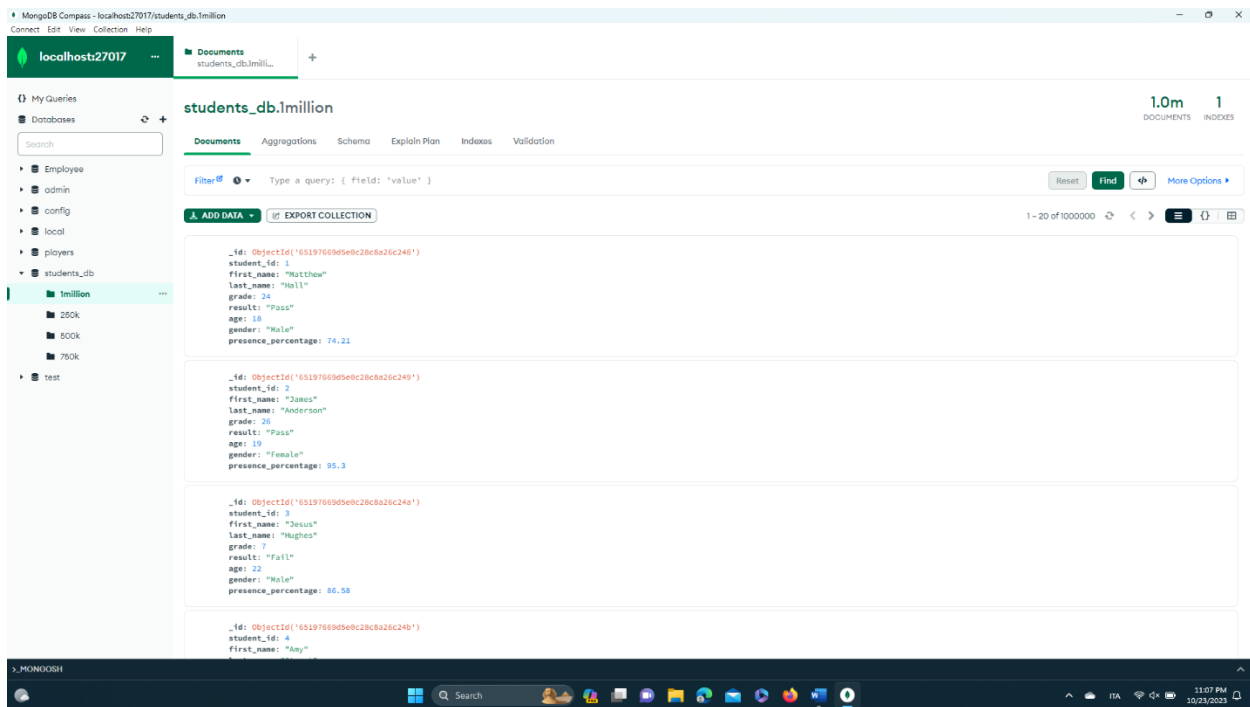 MongoDB Compass - localhost:27017/students_db.1million
Connect Edit View Collection Help
localhost:27017 ...
Documents
students_db.1milli...
+
My Queries
Databases
Search
Employee
admin
config
local
players
students_db
1million ...
250k
500k
750k
test
students_db.1million
1.0m 1
DOCUMENTS INDEXES
Documents Aggregations Schema Explain Plan Indexes Validation
Filter Type a query: { field: 'value' } Reset Find </> More Options
ADD DATA EXPORT COLLECTION 1 - 20 of 1000000 {}
_id: ObjectId('65197669d5e0c28c8a26c248')
student_id: 1
first_name: "Matthew"
last_name: "Hall"
grade: 24
result: "Pass"
age: 18
gender: "Male"
presence_percentage: 74.21
_id: ObjectId('65197669d5e0c28c8a26c249')
student_id: 2
first_name: "James"
last_name: "Anderson"
grade: 26
result: "Pass"
age: 19
gender: "Female"
presence_percentage: 95.3
_id: ObjectId('65197669d5e0c28c8a26c24a')
student_id: 3
first_name: "Jesus"
last_name: "Hughes"
grade: 7
result: "Fail"
age: 22
gender: "Male"
presence_percentage: 86.58
_id: ObjectId('65197669d5e0c28c8a26c24b')
student_id: 4
first_name: "Amy"
>_MONGOSH
Search
ITA
11:07 PM
10/23/2023